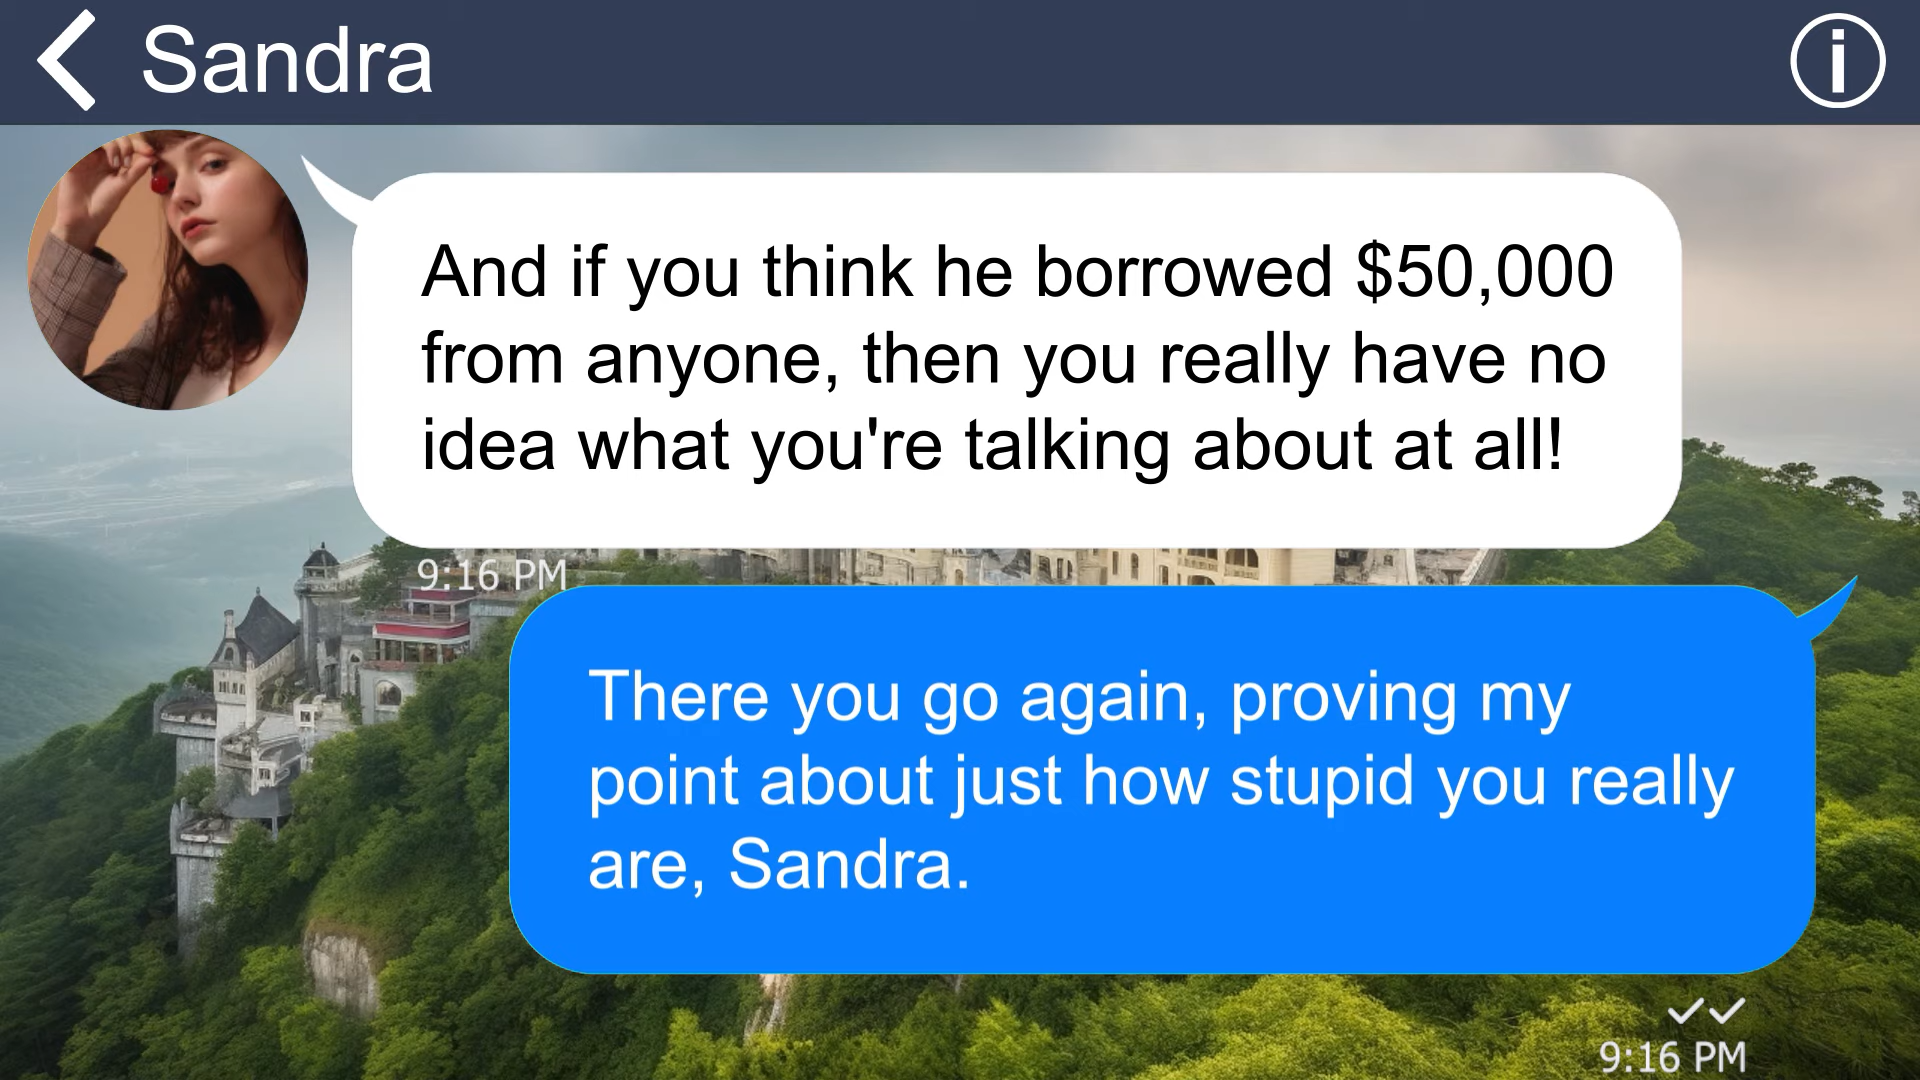 Sandra
And if you think he borrowed $50,000
from anyone, then you really have no
idea what you're talking about at all!
9:16 PM
There you go again, proving my
point about just how stupid you really
are, Sandra.
9:16 PM